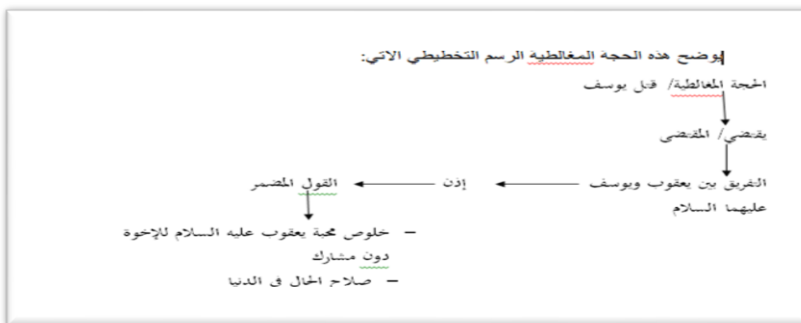 يوضح هذه الحجة المغالطية الرسم التخطيطي الاتي:
الحجة المغالطية/ قتل يوسف
يقتضي/ المقتضى
التفريق بين يعقوب ويوسف
عليهما السلام
إذن
القول المضمر
– خلوص محبة يعقوب عليه السلام للإخوة
دون مشارك
– صلاح الحال في الدنيا